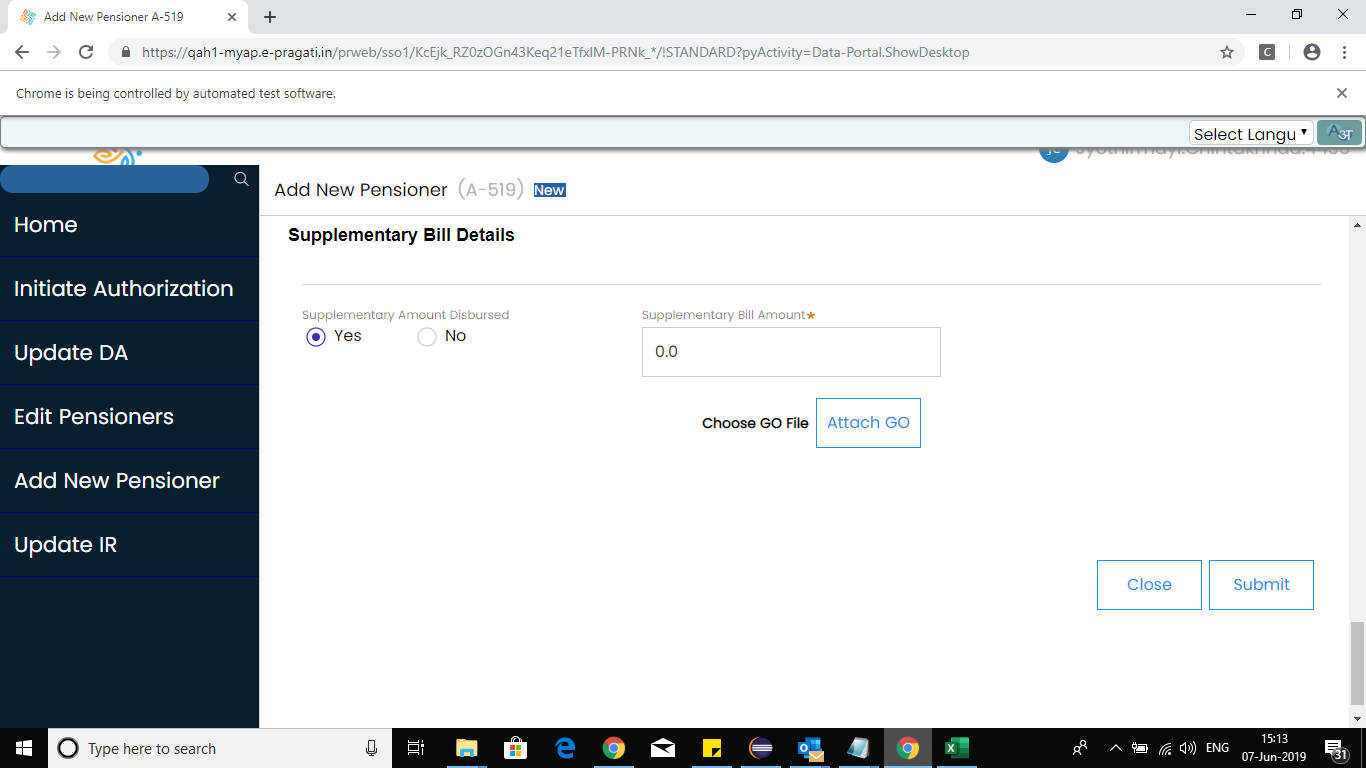 Add New Pensioner A-519
https://qah1-myap.e-pragati.in/prweb/sso1/KcEjk_RZ0zOGn43Keq21eTfxlM-PRNk_*/!STANDARD?pyActivity=Data-Portal.ShowDesktop
C
Chrome is being controlled by automated test software.
Select Langu
A अ
Add New Pensioner (A-519) New
Home
Initiate Authorization
Update DA
Edit Pensioners
Add New Pensioner
Update IR
Supplementary Bill Details
Supplementary Amount Disbursed
Yes No
Supplementary Bill Amount*
0.0
Choose GO File Attach GO
Close Submit
Type here to search
ENG
15:13
07-Jun-2019
31